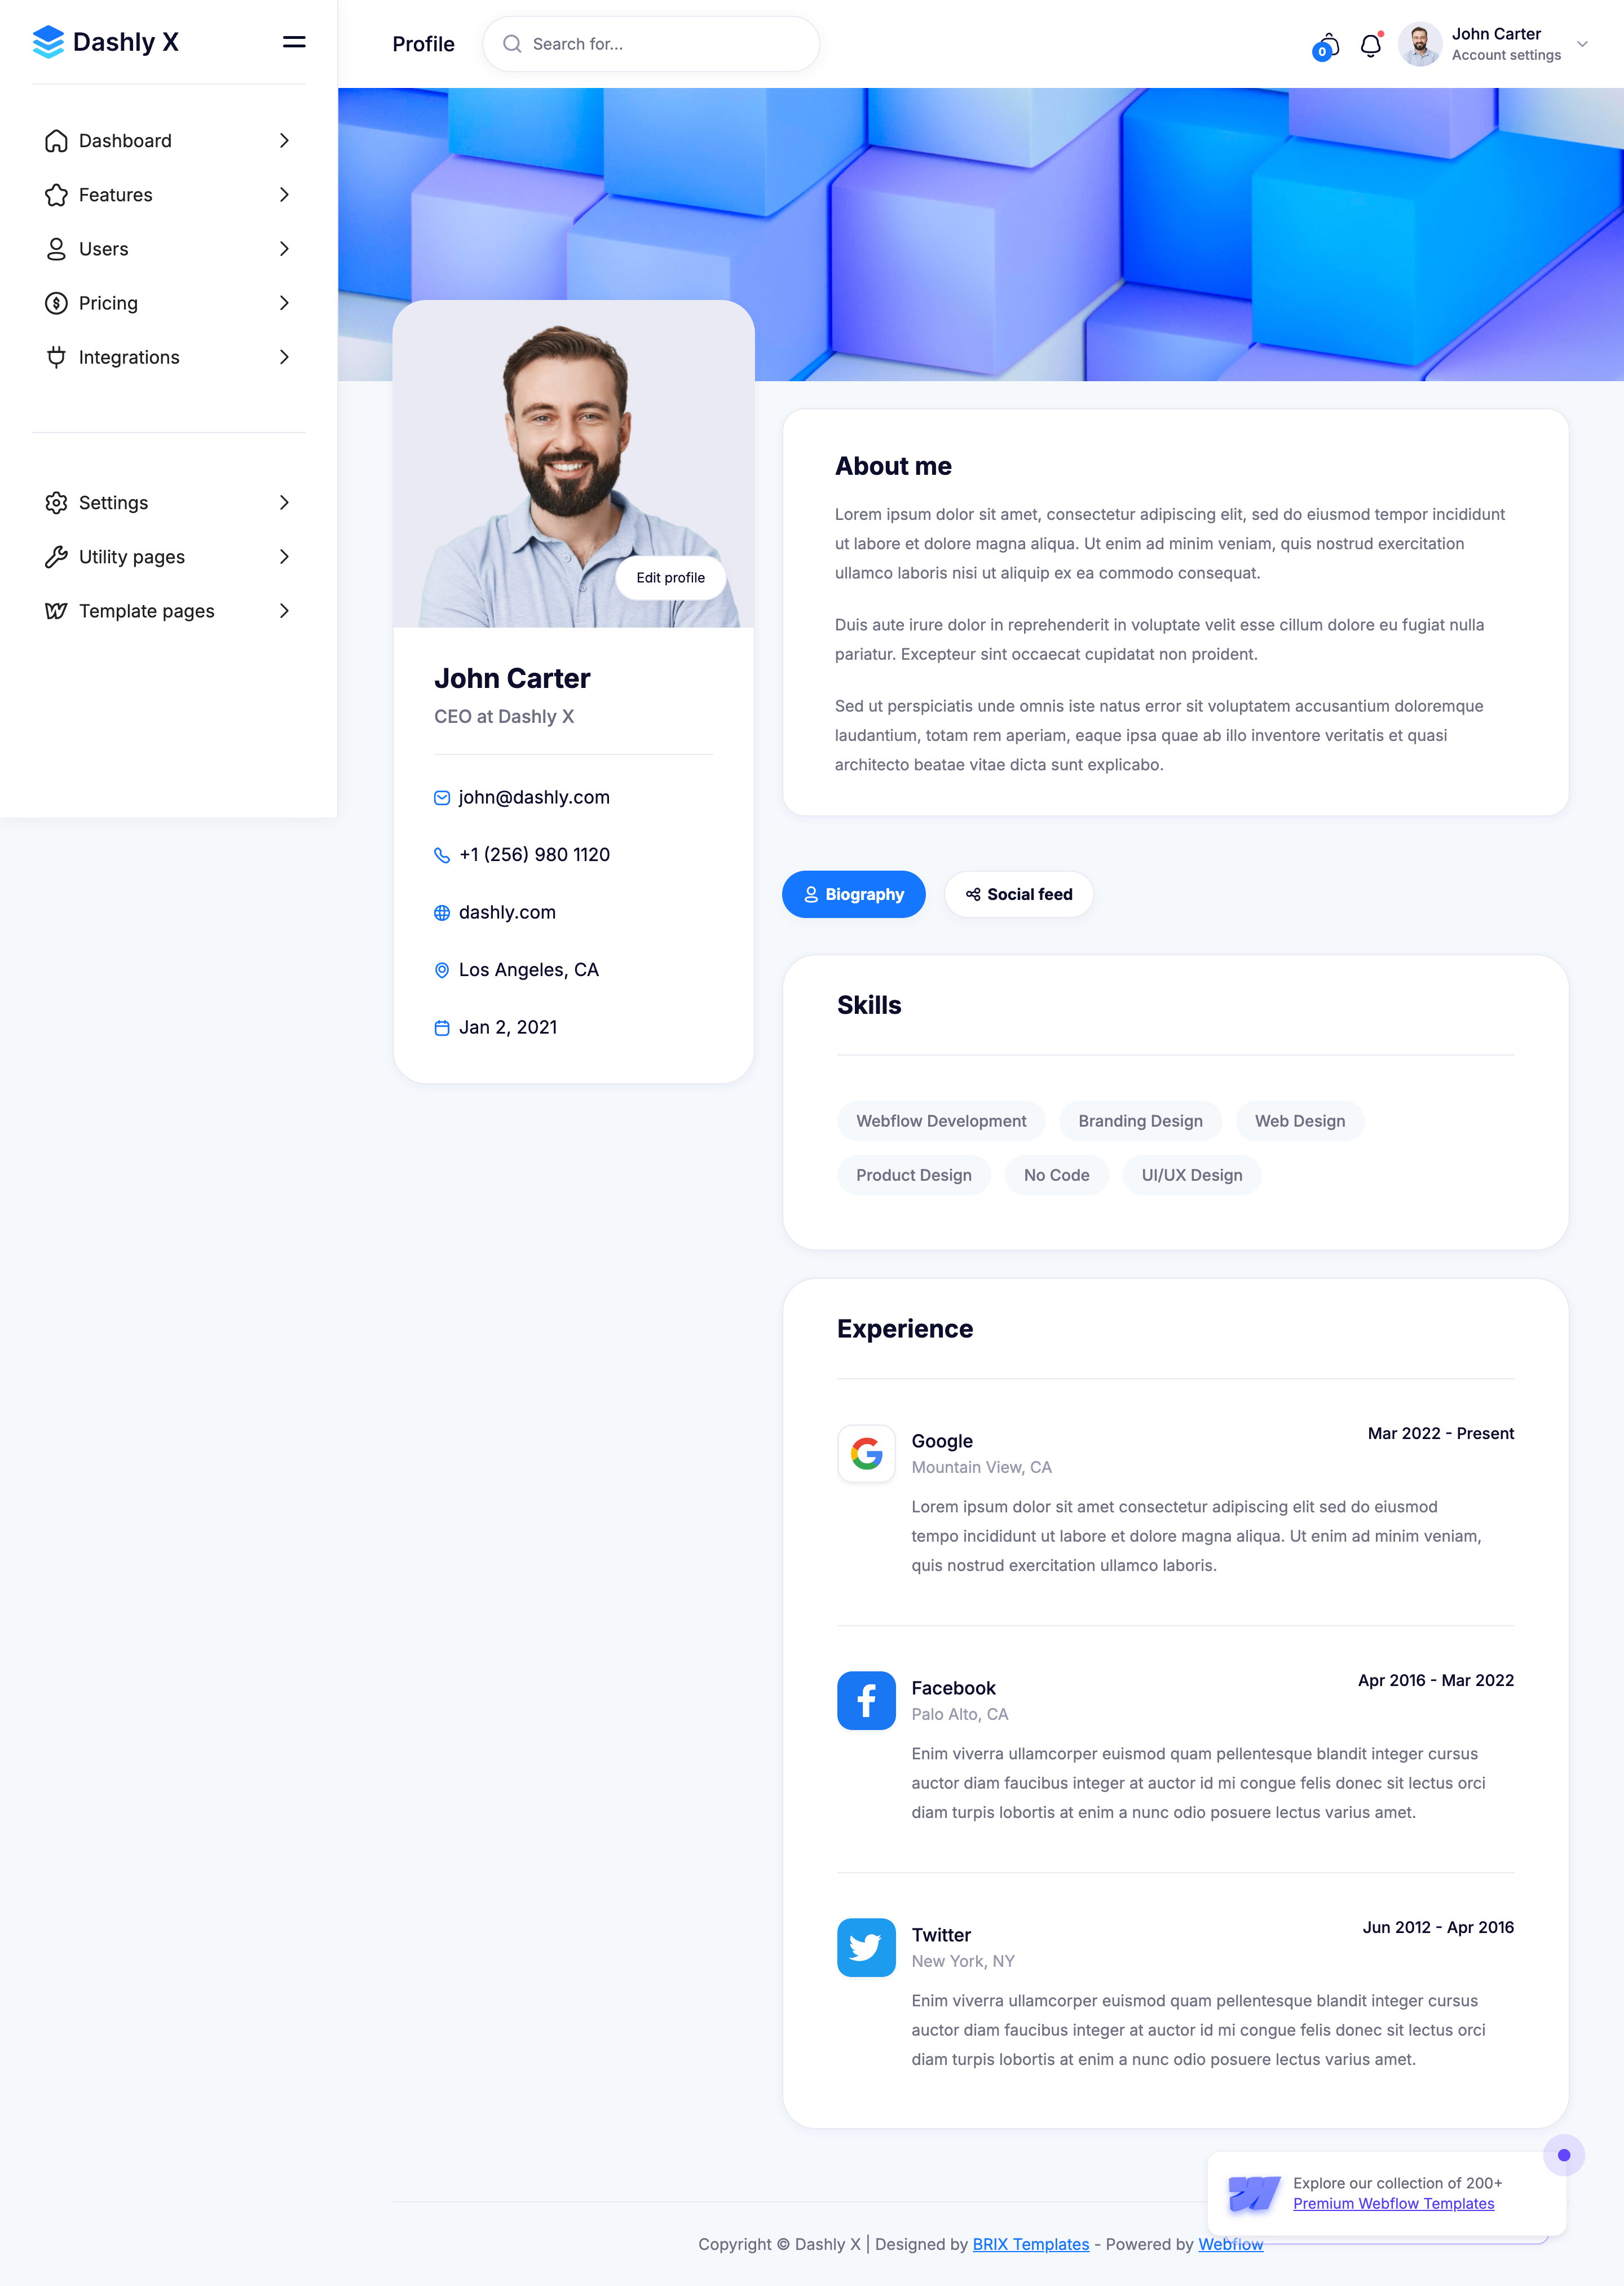 Dashly X
Dashboard
Features
Users
Pricing
Integrations
Settings
Utility pages
Template pages
Profile
Search for...
0
John Carter
Account settings
Edit profile
John Carter
CEO at Dashly X
john@dashly.com
+1 (256) 980 1120
dashly.com
Los Angeles, CA
Jan 2, 2021
About me
Lorem ipsum dolor sit amet, consectetur adipiscing elit, sed do eiusmod tempor incididunt
ut labore et dolore magna aliqua. Ut enim ad minim veniam, quis nostrud exercitation
ullamco laboris nisi ut aliquip ex ea commodo consequat.
Duis aute irure dolor in reprehenderit in voluptate velit esse cillum dolore eu fugiat nulla
pariatur. Excepteur sint occaecat cupidatat non proident.
Sed ut perspiciatis unde omnis iste natus error sit voluptatem accusantium doloremque
laudantium, totam rem aperiam, eaque ipsa quae ab illo inventore veritatis et quasi
architecto beatae vitae dicta sunt explicabo.
Biography
Social feed
Skills
Webflow Development
Branding Design
Web Design
Product Design
No Code
UI/UX Design
Experience
Google
Mar 2022 - Present
Mountain View, CA
Lorem ipsum dolor sit amet consectetur adipiscing elit sed do eiusmod
tempo incididunt ut labore et dolore magna aliqua. Ut enim ad minim veniam,
quis nostrud exercitation ullamco laboris.
Facebook
Apr 2016 - Mar 2022
Palo Alto, CA
Enim viverra ullamcorper euismod quam pellentesque blandit integer cursus
auctor diam faucibus integer at auctor id mi congue felis donec sit lectus orci
diam turpis lobortis at enim a nunc odio posuere lectus varius amet.
Twitter
Jun 2012 - Apr 2016
New York, NY
Enim viverra ullamcorper euismod quam pellentesque blandit integer cursus
auctor diam faucibus integer at auctor id mi congue felis donec sit lectus orci
diam turpis lobortis at enim a nunc odio posuere lectus varius amet.
Explore our collection of 200+
Premium Webflow Templates
Copyright © Dashly X | Designed by BRIX Templates - Powered by Webflow